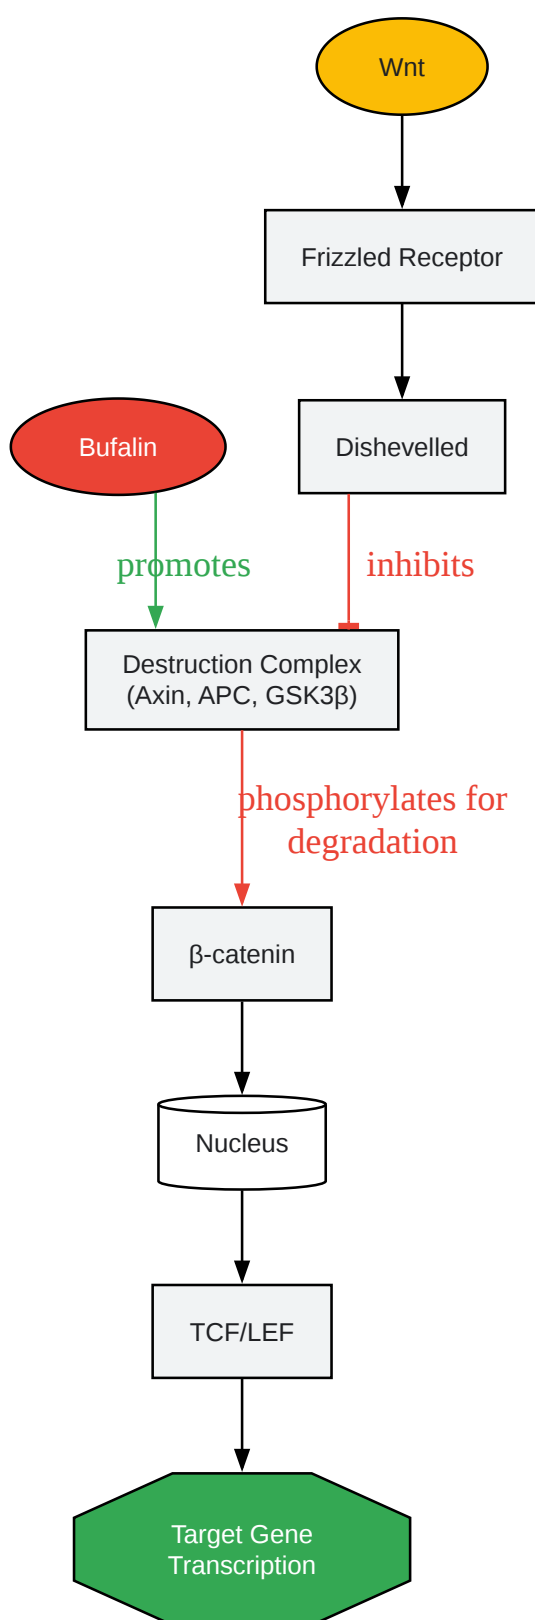 Wnt
Frizzled Receptor
Bufalin
Dishevelled
promotes
inhibits
Destruction Complex
(Axin, APC, GSK3β)
phosphorylates for
degradation
β-catenin
Nucleus
TCF/LEF
Target Gene
Transcription